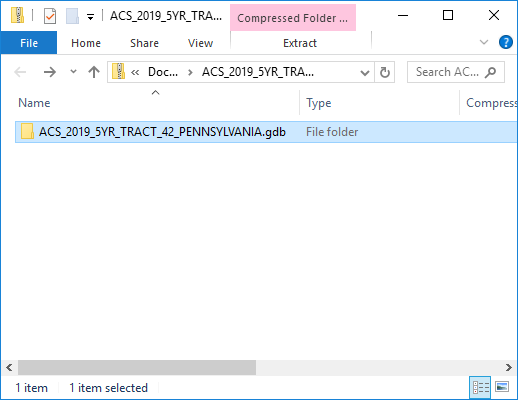 ACS_2019_5YR_TRA... Compressed Folder ...
File Home Share View Extract
Doc... ACS_2019_5YR_TRA... Search AC...
Name Type Compress
ACS_2019_5YR_TRACT_42_PENNSYLVANIA.gdb File folder
1 item 1 item selected